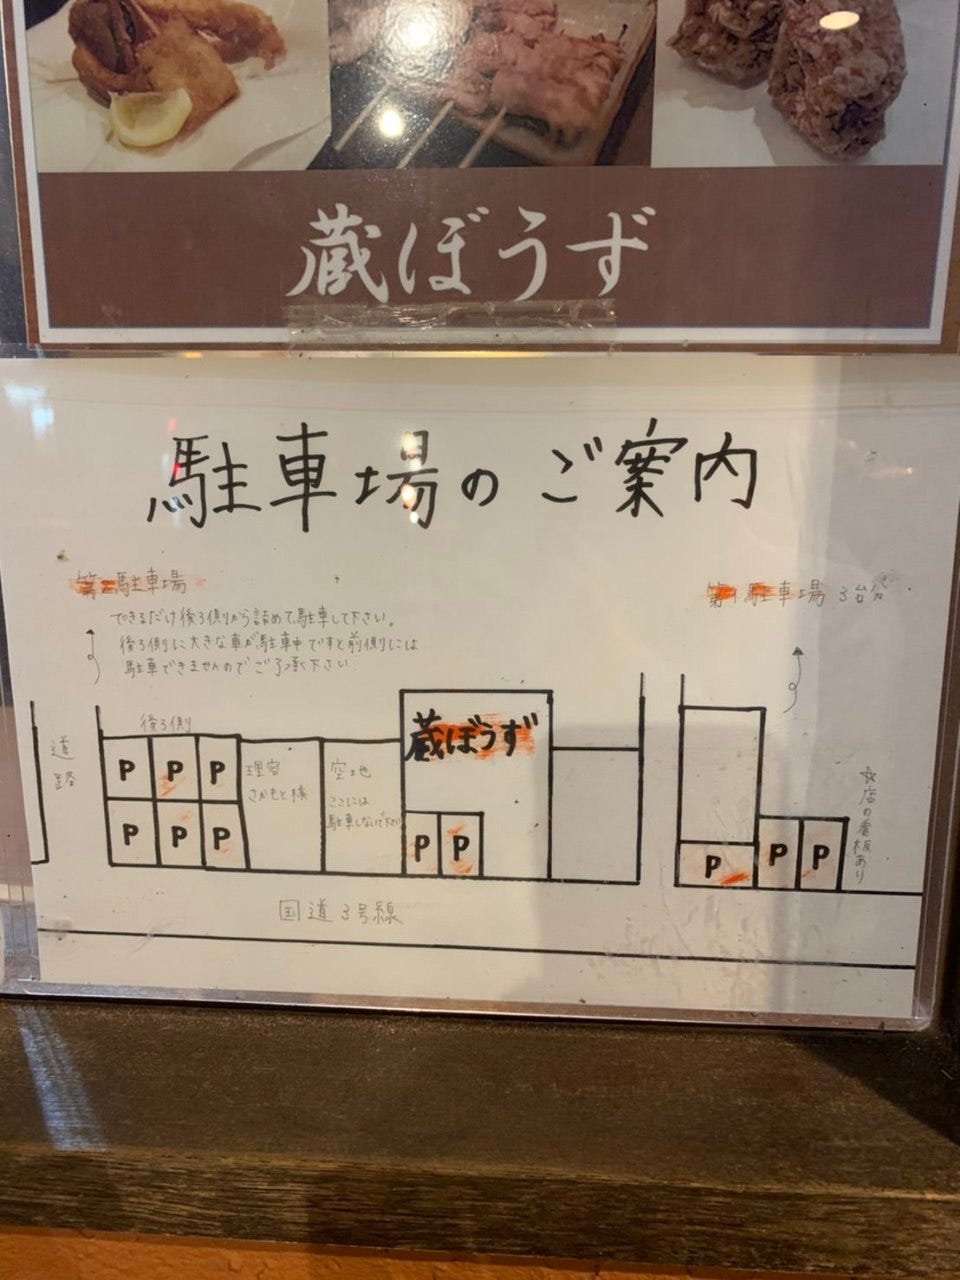 蔵ぼうず
駐車場のご案内
第2駐車場
できるだけ後ろ側から詰めて駐車して下さい。
後ろ側に大きな車が駐車中ですと前側には
駐車できませんのでご了承下さい
第1駐車場 3台分
道路
後ろ側
P P P
P P P
理容
さかもと様
空地
ここには
駐車しないで下さい
蔵ぼうず
P P
P P P
☆店の看板あり
国道3号線